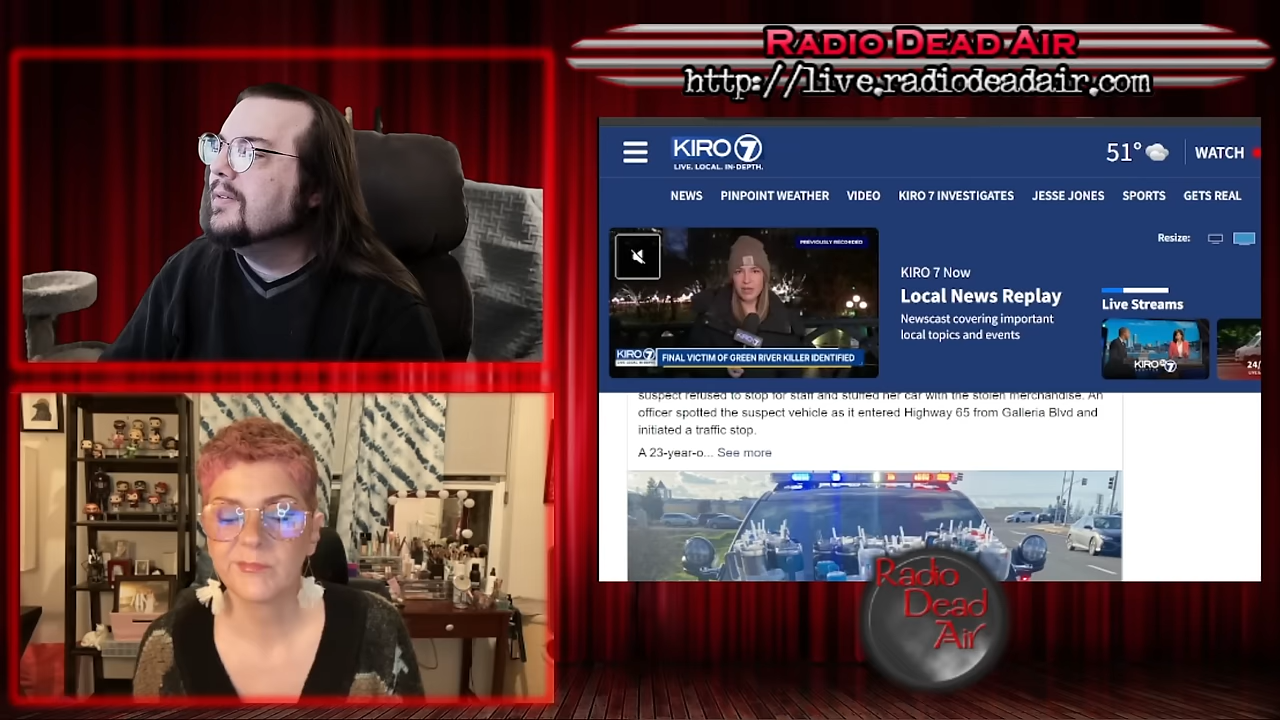 RADIO DEAD AIR
http://live.radiodeadair.com
KIRO 7
LIVE. LOCAL. IN-DEPTH.
51°
WATCH
NEWS PINPOINT WEATHER VIDEO KIRO 7 INVESTIGATES JESSE JONES SPORTS GETS REAL
PREVIOUSLY RECORDED
KIRO 7
FINAL VICTIM OF GREEN RIVER KILLER IDENTIFIED
Resize:
KIRO 7 Now
Local News Replay
Newscast covering important
local topics and events
Live Streams
KIRO 7
24/
suspect refused to stop for staff and stuffed her car with the stolen merchandise. An
officer spotted the suspect vehicle as it entered Highway 65 from Galleria Blvd and
initiated a traffic stop.
A 23-year-o... See more
Radio
Dead
Air